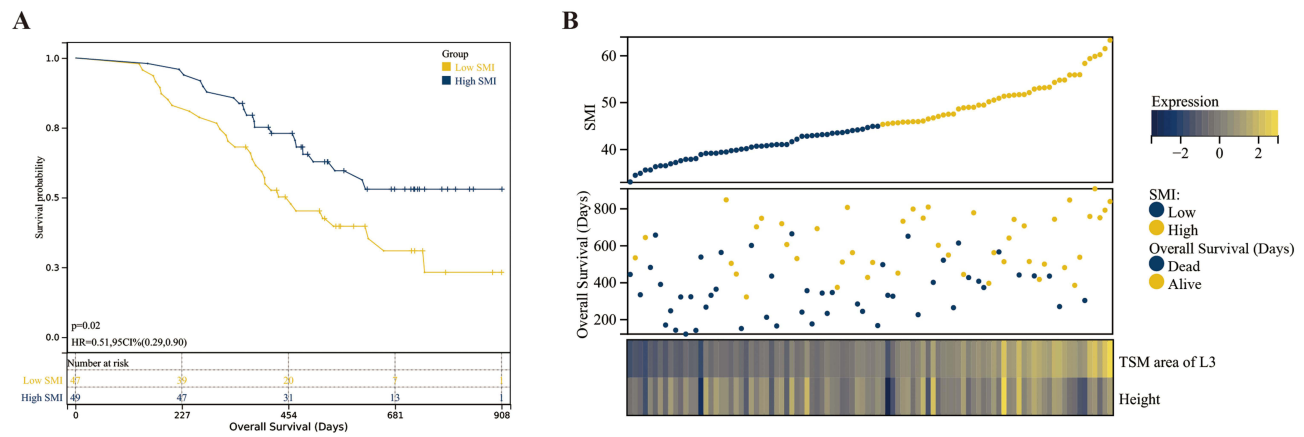 A
Group
Low SMI
High SMI
Survival probability
1.0
0.8
0.5
0.3
0.0
p=0.02
HR=0.51,95CI%(0.29,0.90)
Number at risk
Low SMI 47 39 20 7
High SMI 49 47 31 13 1
0 227 454 681 908
Overall Survival (Days)
B
SMI
60
50
40
Overall Survival (Days)
800
600
400
200
TSM area of L3
Height
Expression
−2 0 2
SMI:
Low
High
Overall Survival (Days)
Dead
Alive